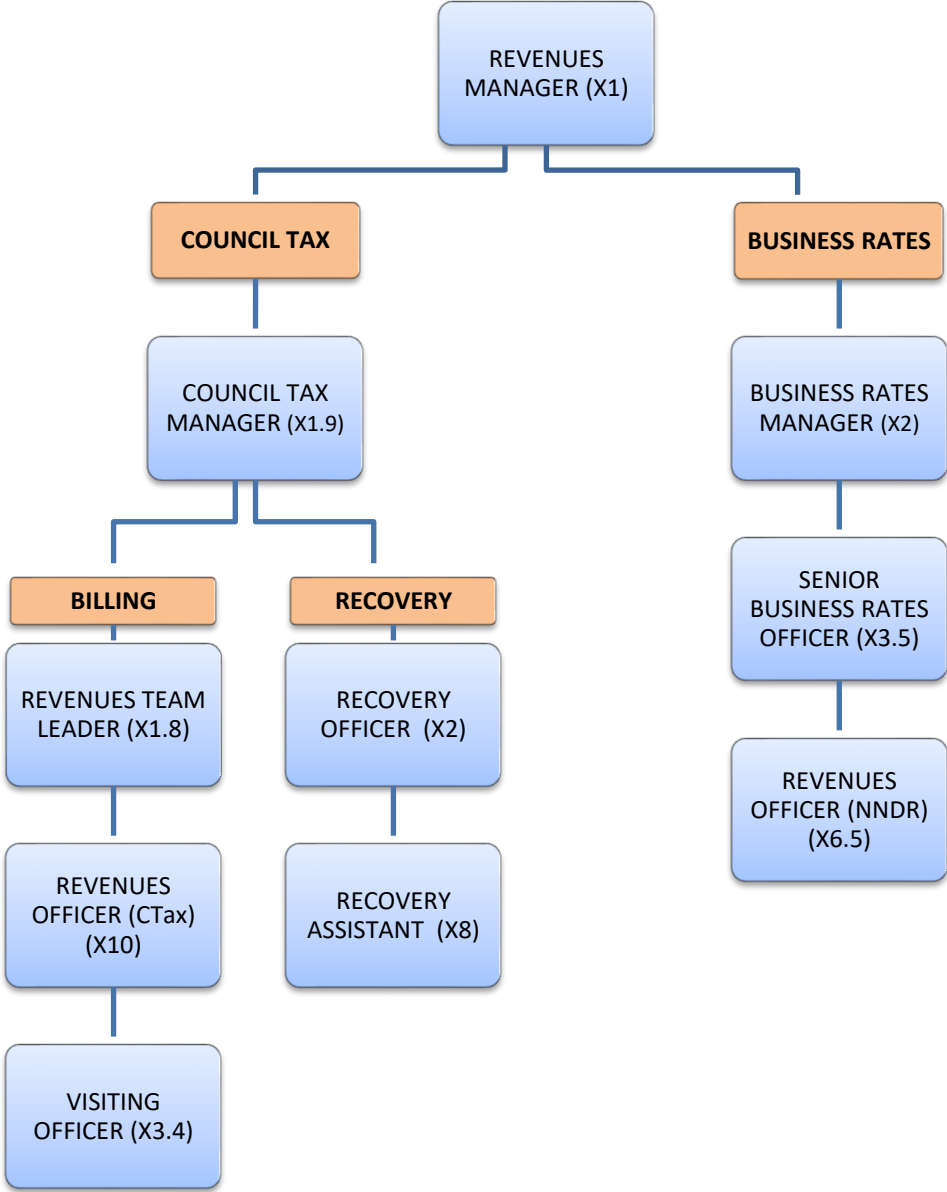 REVENUES
MANAGER (X1)
COUNCIL TAX
BUSINESS RATES
COUNCIL TAX
MANAGER (X1.9)
BUSINESS RATES
MANAGER (X2)
BILLING
RECOVERY
SENIOR
BUSINESS RATES
OFFICER (X3.5)
REVENUES TEAM
LEADER (X1.8)
RECOVERY
OFFICER (X2)
REVENUES
OFFICER (NNDR)
(X6.5)
REVENUES
OFFICER (CTax)
(X10)
RECOVERY
ASSISTANT (X8)
VISITING
OFFICER (X3.4)